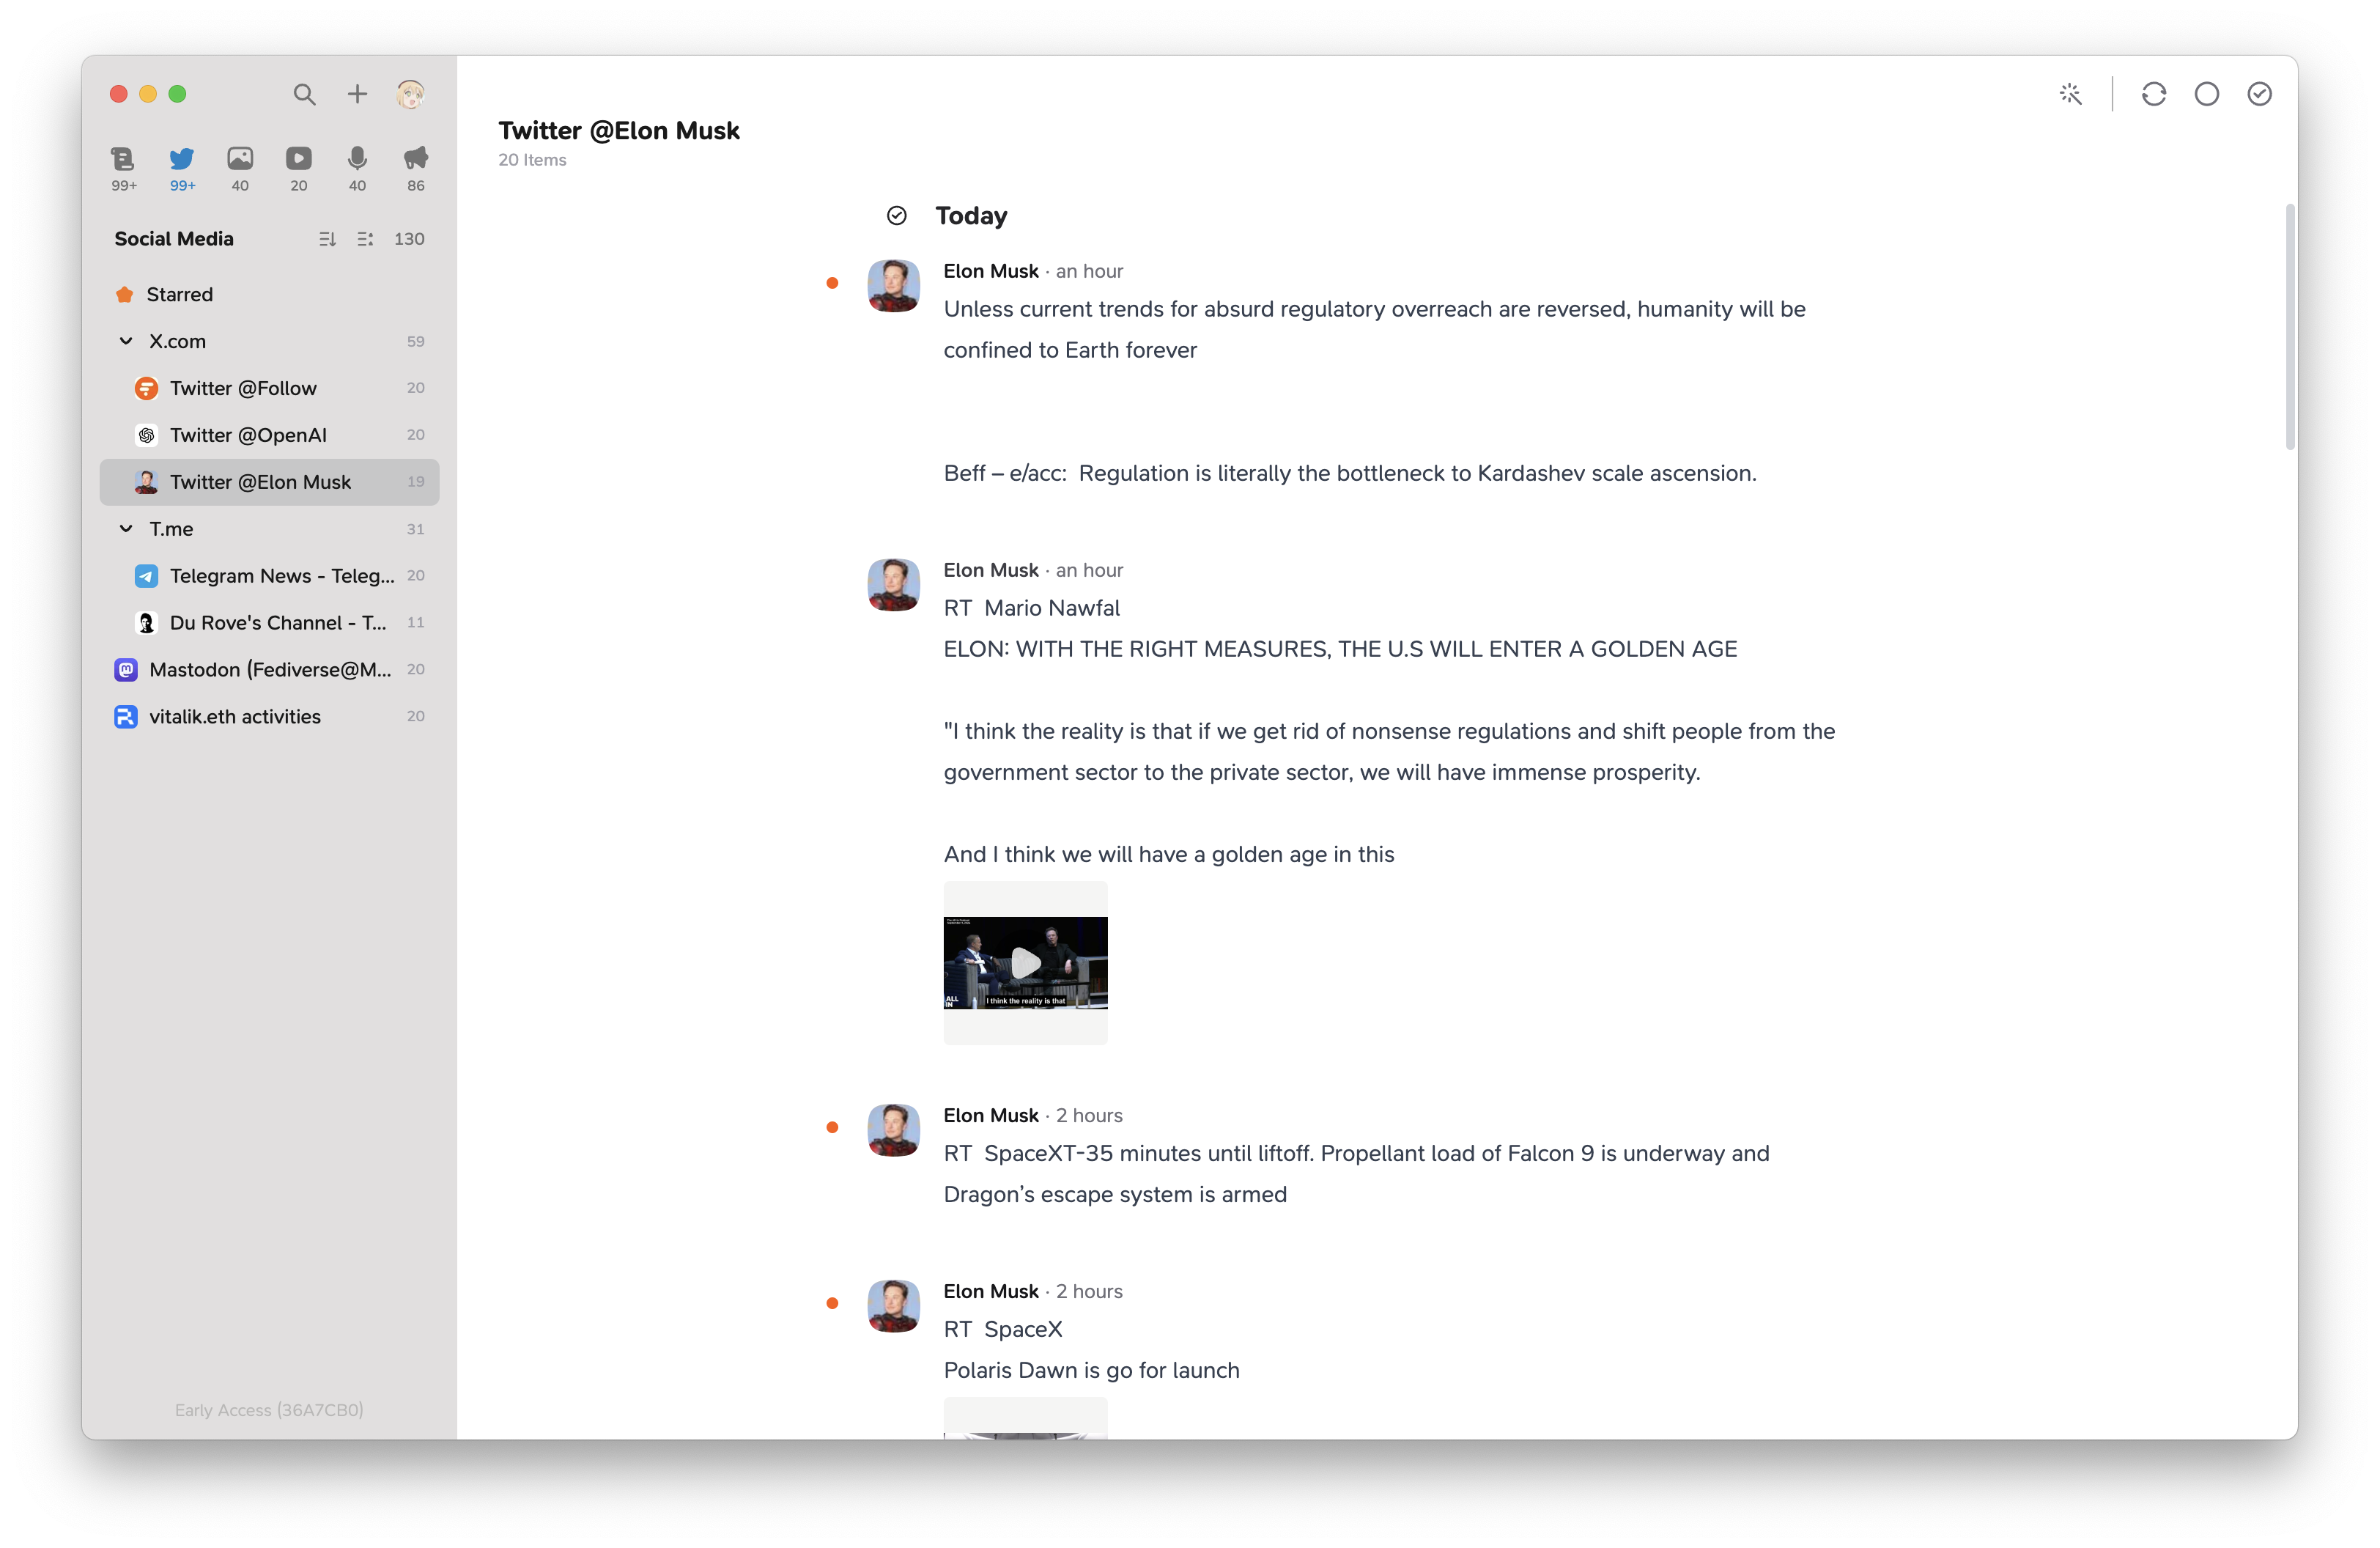 99+
99+
40
20
40
86
Social Media
130
Starred
X.com 59
Twitter @Follow 20
Twitter @OpenAI 20
Twitter @Elon Musk 19
T.me 31
Telegram News - Teleg... 20
Du Rove's Channel - T... 11
Mastodon (Fediverse@M... 20
vitalik.eth activities 20
Early Access (36A7CB0)
Twitter @Elon Musk
20 Items
Today
Elon Musk · an hour
Unless current trends for absurd regulatory overreach are reversed, humanity will be
confined to Earth forever
Beff – e/acc:  Regulation is literally the bottleneck to Kardashev scale ascension.
Elon Musk · an hour
RT  Mario Nawfal
ELON: WITH THE RIGHT MEASURES, THE U.S WILL ENTER A GOLDEN AGE
"I think the reality is that if we get rid of nonsense regulations and shift people from the
government sector to the private sector, we will have immense prosperity.
And I think we will have a golden age in this
ALL
IN
I think the reality is that
Elon Musk · 2 hours
RT  SpaceXT-35 minutes until liftoff. Propellant load of Falcon 9 is underway and
Dragon’s escape system is armed
Elon Musk · 2 hours
RT  SpaceX
Polaris Dawn is go for launch